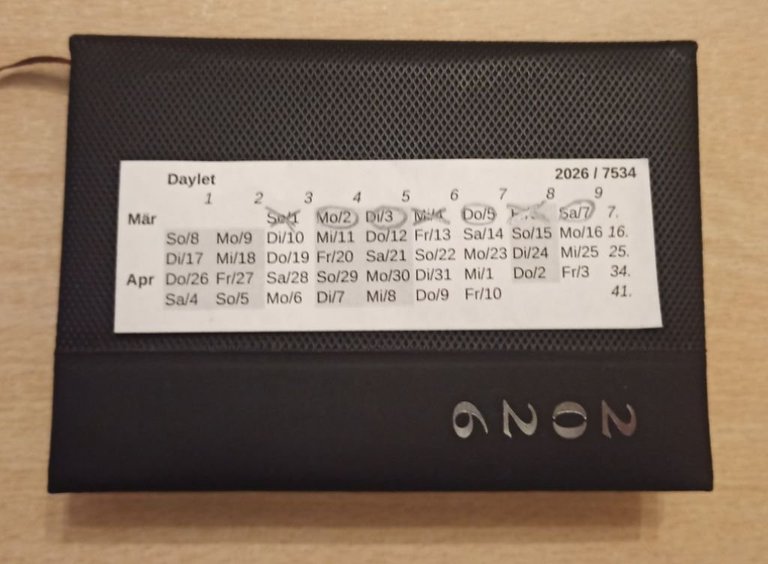 Daylet 2026 / 7534
1 2 3 4 5 6 7 8 9
Mär So/1 Mo/2 Di/3 Mi/4 Do/5 Sa/7 7.
So/8 Mo/9 Di/10 Mi/11 Do/12 Fr/13 Sa/14 So/15 Mo/16 16.
Di/17 Mi/18 Do/19 Fr/20 Sa/21 So/22 Mo/23 Di/24 Mi/25 25.
Apr Do/26 Fr/27 Sa/28 So/29 Mo/30 Di/31 Mi/1 Do/2 Fr/3 34.
Sa/4 So/5 Mo/6 Di/7 Mi/8 Do/9 Fr/10 41.
2026